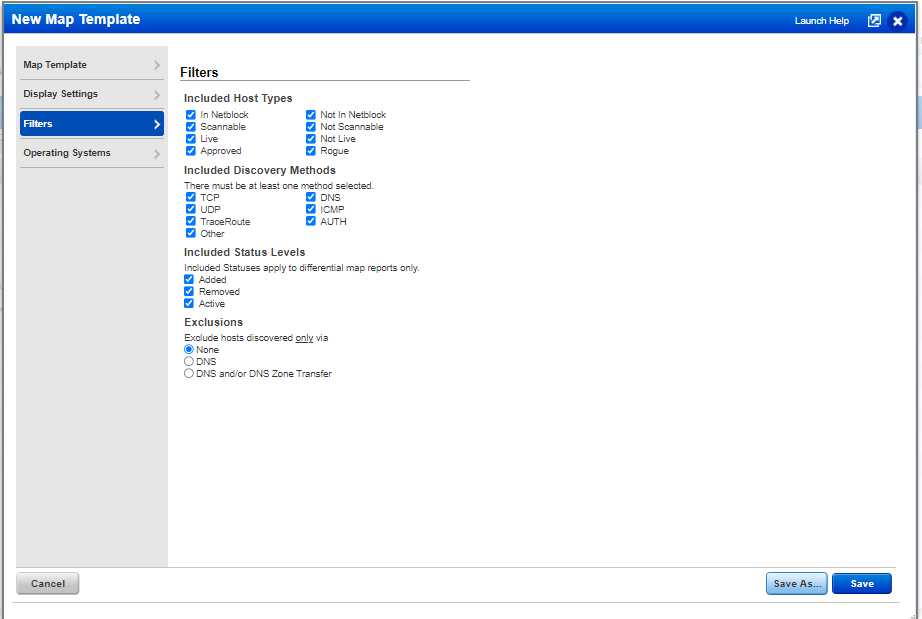 New Map Template
Launch Help
Map Template
Display Settings
Filters
Operating Systems
Filters
Included Host Types
In Netblock Not In Netblock
Scannable Not Scannable
Live Not Live
Approved Rogue
Included Discovery Methods
There must be at least one method selected.
TCP DNS
UDP ICMP
TraceRoute AUTH
Other
Included Status Levels
Included Statuses apply to differential map reports only.
Added
Removed
Active
Exclusions
Exclude hosts discovered only via
None
DNS
DNS and/or DNS Zone Transfer
Cancel Save As... Save